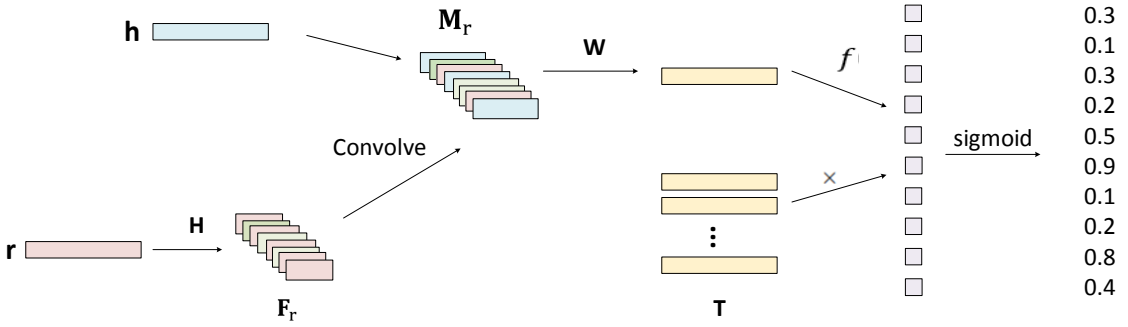 h
M_r
W
f
Convolve
r
H
F_r
×
⋮
T
sigmoid
0.3
0.1
0.3
0.2
0.5
0.9
0.1
0.2
0.8
0.4